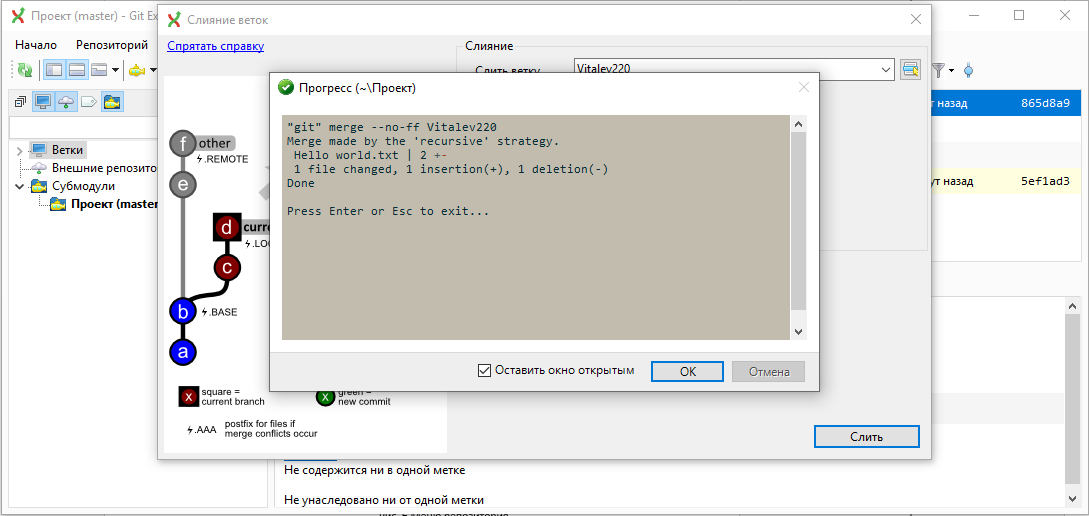 Проект (master) - Git Ex
Слияние веток
Начало Репозиторий
Спрятать справку
Слияние
Слить ветку
Vitalev220
Прогресс (~\Проект)
"git" merge --no-ff Vitalev220
Merge made by the 'recursive' strategy.
Hello world.txt | 2 +-
1 file changed, 1 insertion(+), 1 deletion(-)
Done
Press Enter or Esc to exit...
Оставить окно открытым
ОК
Отмена
назад 865d8a9
назад 5ef1ad3
Ветки
Внешние репозито
Субмодули
Проект (master
f other
.REMOTE
e
d curre
.LOC
c
b .BASE
a
x square =
current branch
x green =
new commit
.AAA postfix for files if
merge conflicts occur
Слить
Не содержится ни в одной метке
Не унаследовано ни от одной метки